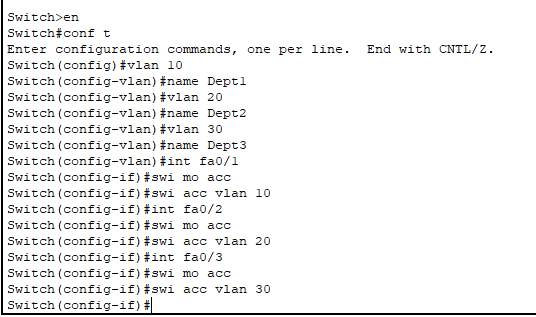 Switch>en
Switch#conf t
Enter configuration commands, one per line.  End with CNTL/Z.
Switch(config)#vlan 10
Switch(config-vlan)#name Dept1
Switch(config-vlan)#vlan 20
Switch(config-vlan)#name Dept2
Switch(config-vlan)#vlan 30
Switch(config-vlan)#name Dept3
Switch(config-vlan)#int fa0/1
Switch(config-if)#swi mo acc
Switch(config-if)#swi acc vlan 10
Switch(config-if)#int fa0/2
Switch(config-if)#swi mo acc
Switch(config-if)#swi acc vlan 20
Switch(config-if)#int fa0/3
Switch(config-if)#swi mo acc
Switch(config-if)#swi acc vlan 30
Switch(config-if)#